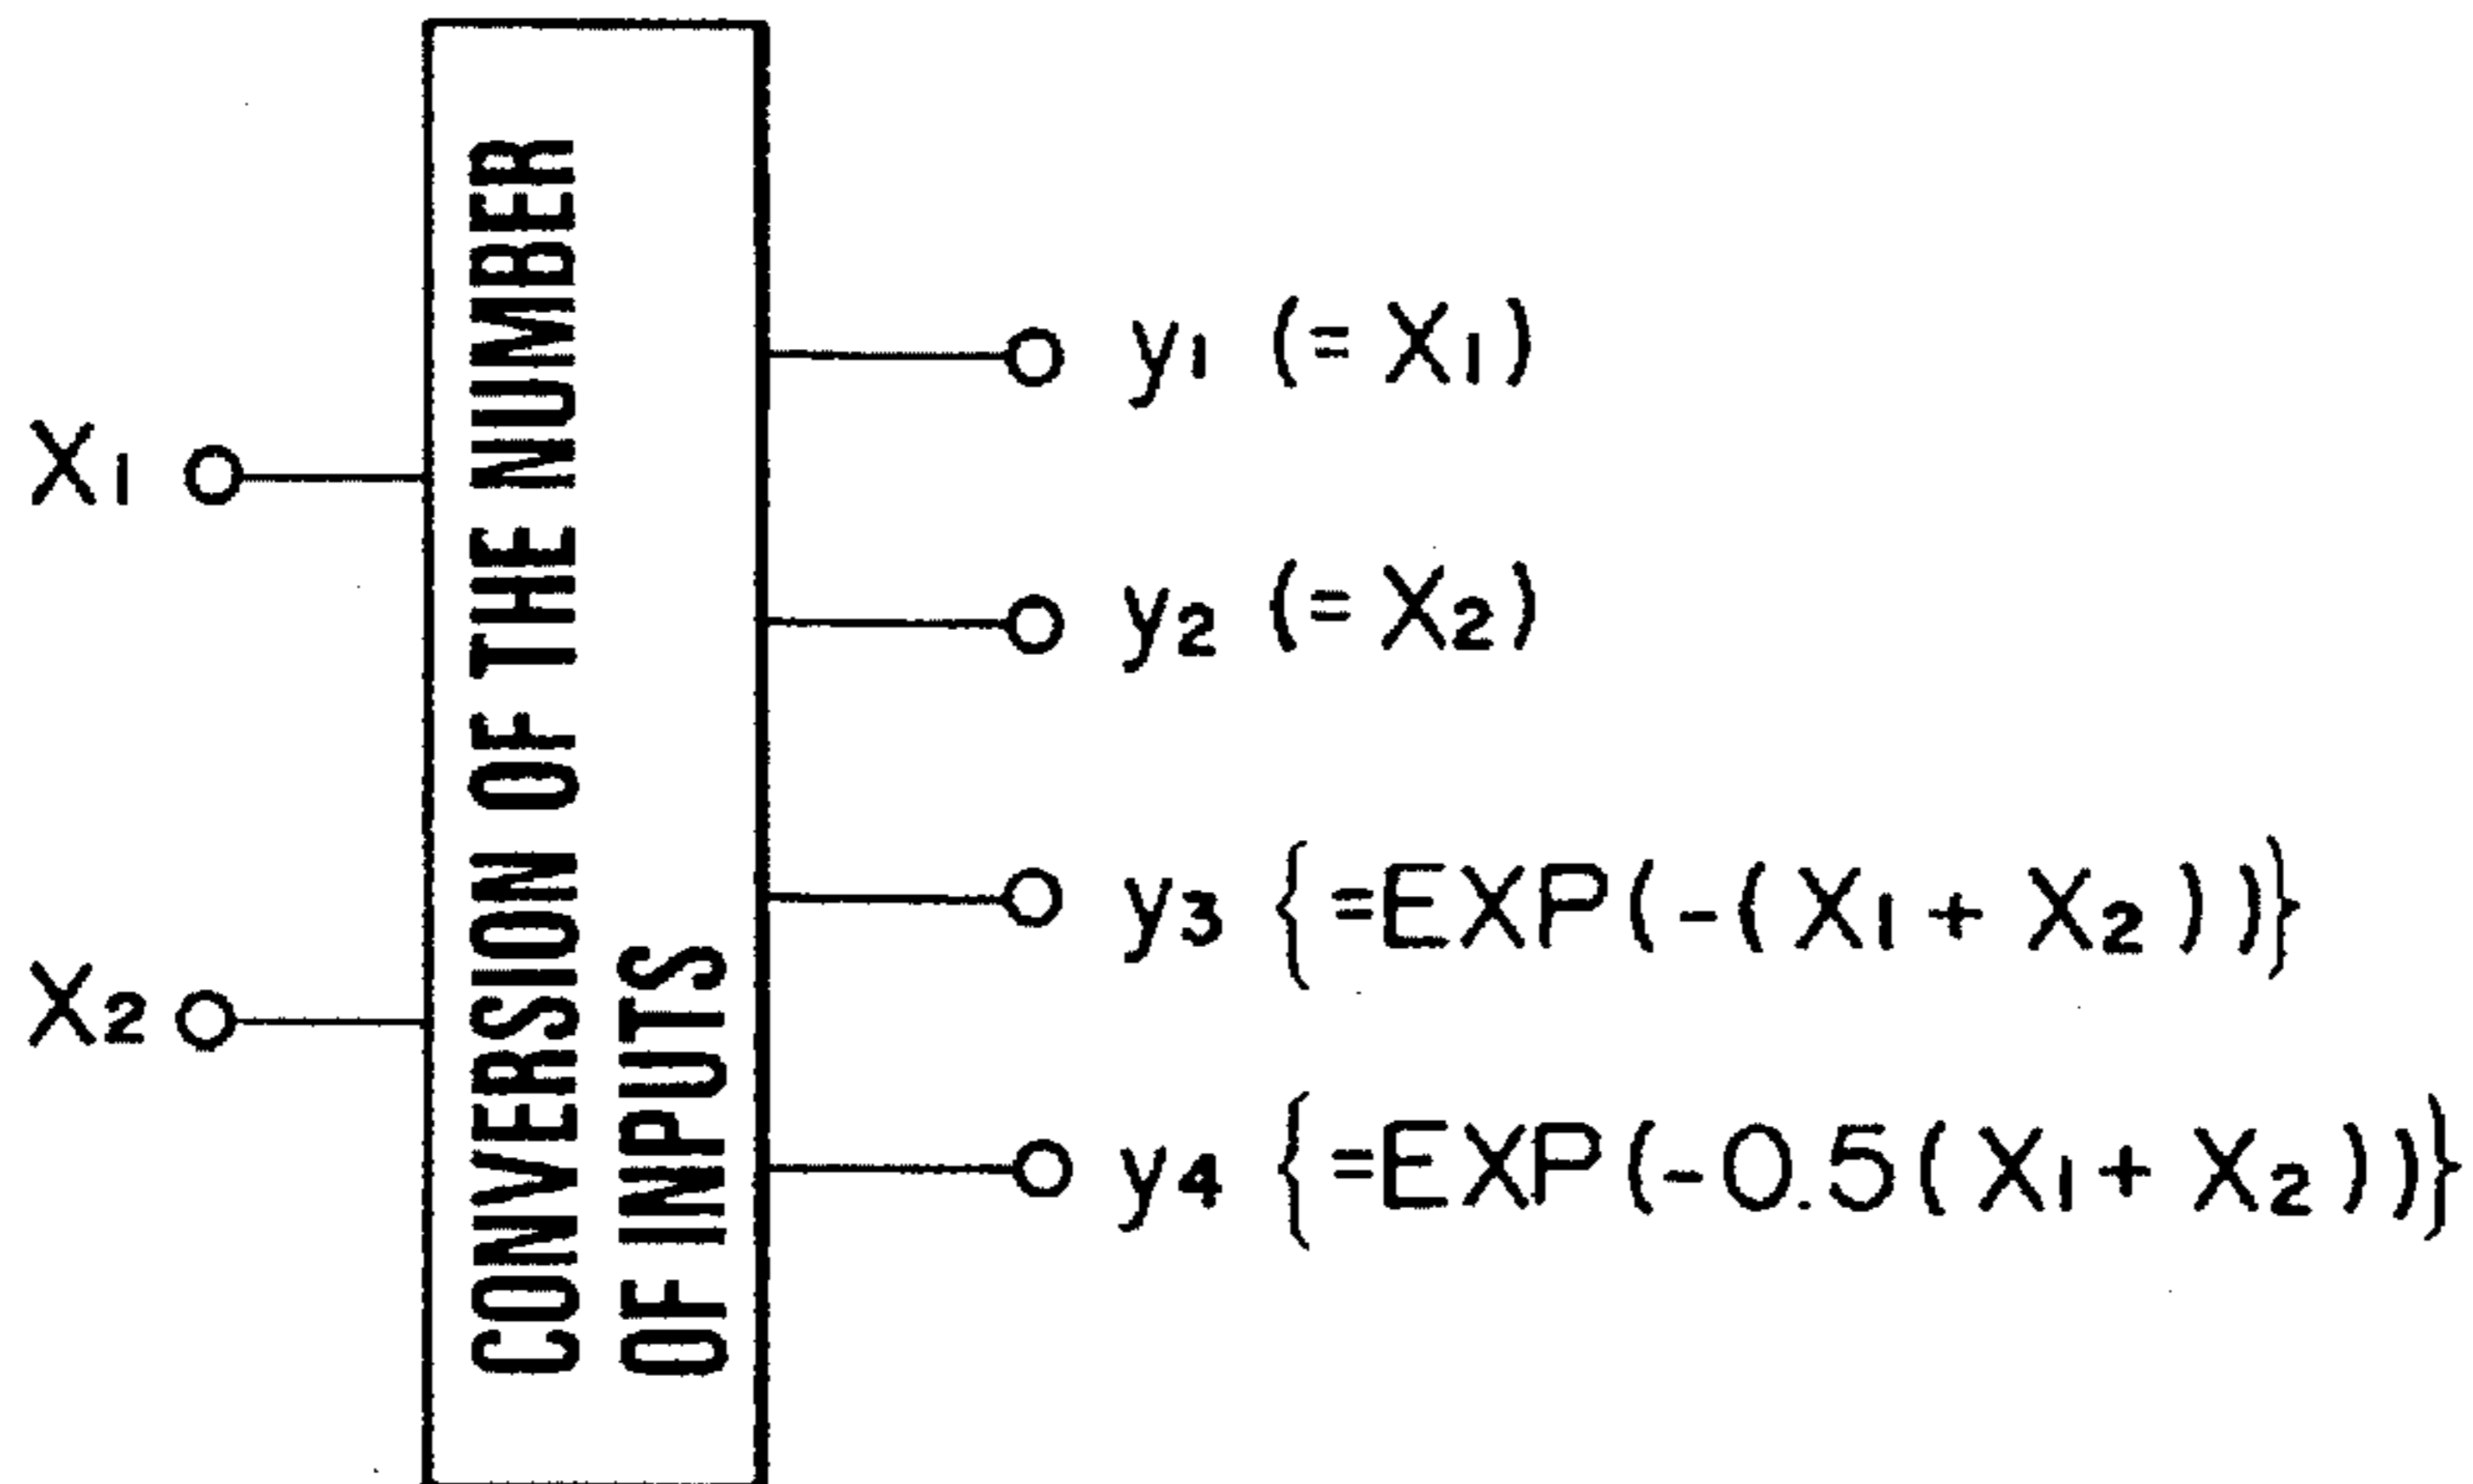 X1
X2
CONVERSION OF THE NUMBER
OF INPUTS
y1 (= X1)
y2 (= X2)
y3 {=EXP(-(X1+ X2))}
y4 {=EXP(-0.5(X1+ X2))}